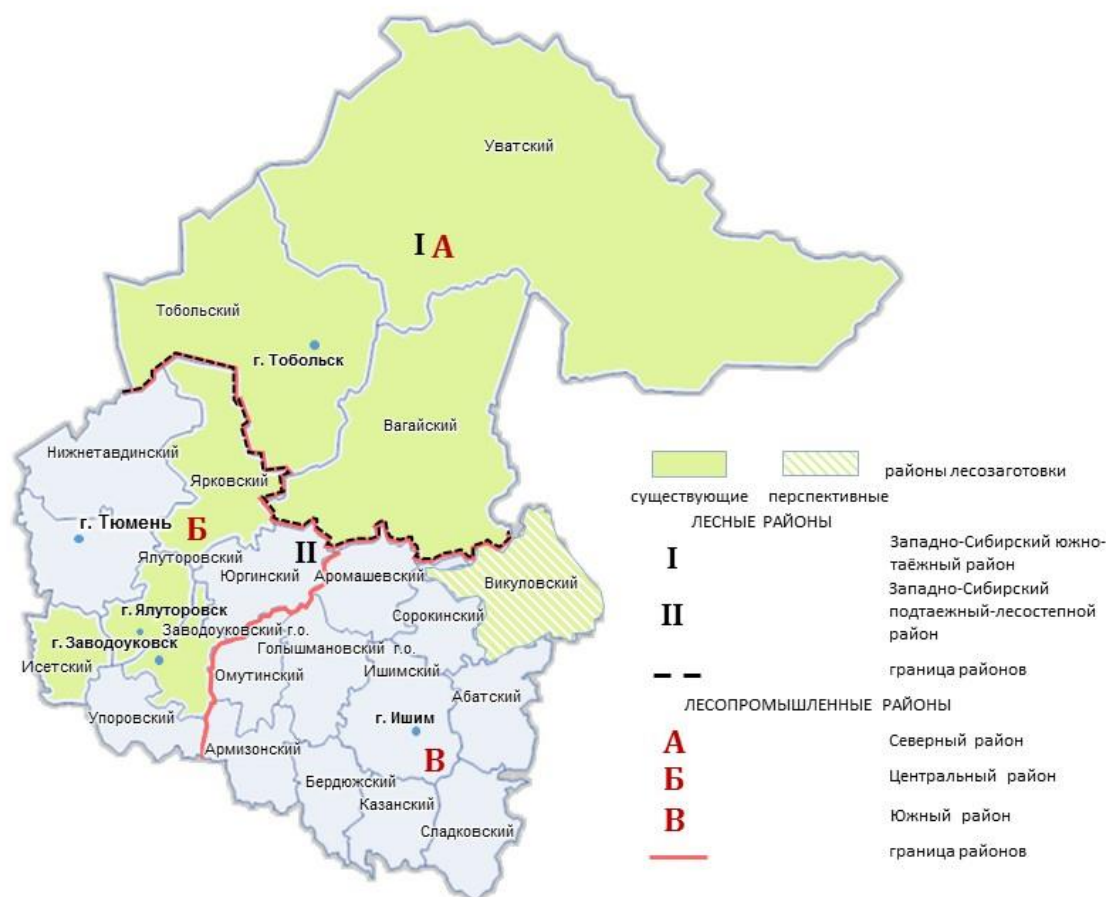 Уватский
I А
Тобольский
г. Тобольск
Вагайский
Нижнетавдинский
Ярковский
г. Тюмень
Б
II
Ялуторовский
Юргинский
Аромашевский
Викуловский
Сорокинский
г. Ялуторовск
Заводоуковский г.о.
г. Заводоуковск
Голышмановский г.о.
Исетский
Омутинский
Ишимский
Абатский
Упоровский
г. Ишим
Армизонский
В
Бердюжский
Казанский
Сладковский
районы лесозаготовки
существующие перспективные
ЛЕСНЫЕ РАЙОНЫ
I
Западно-Сибирский южно-
таёжный район
II
Западно-Сибирский
подтаежный-лесостепной
район
граница районов
ЛЕСОПРОМЫШЛЕННЫЕ РАЙОНЫ
А Северный район
Б Центральный район
В Южный район
граница районов